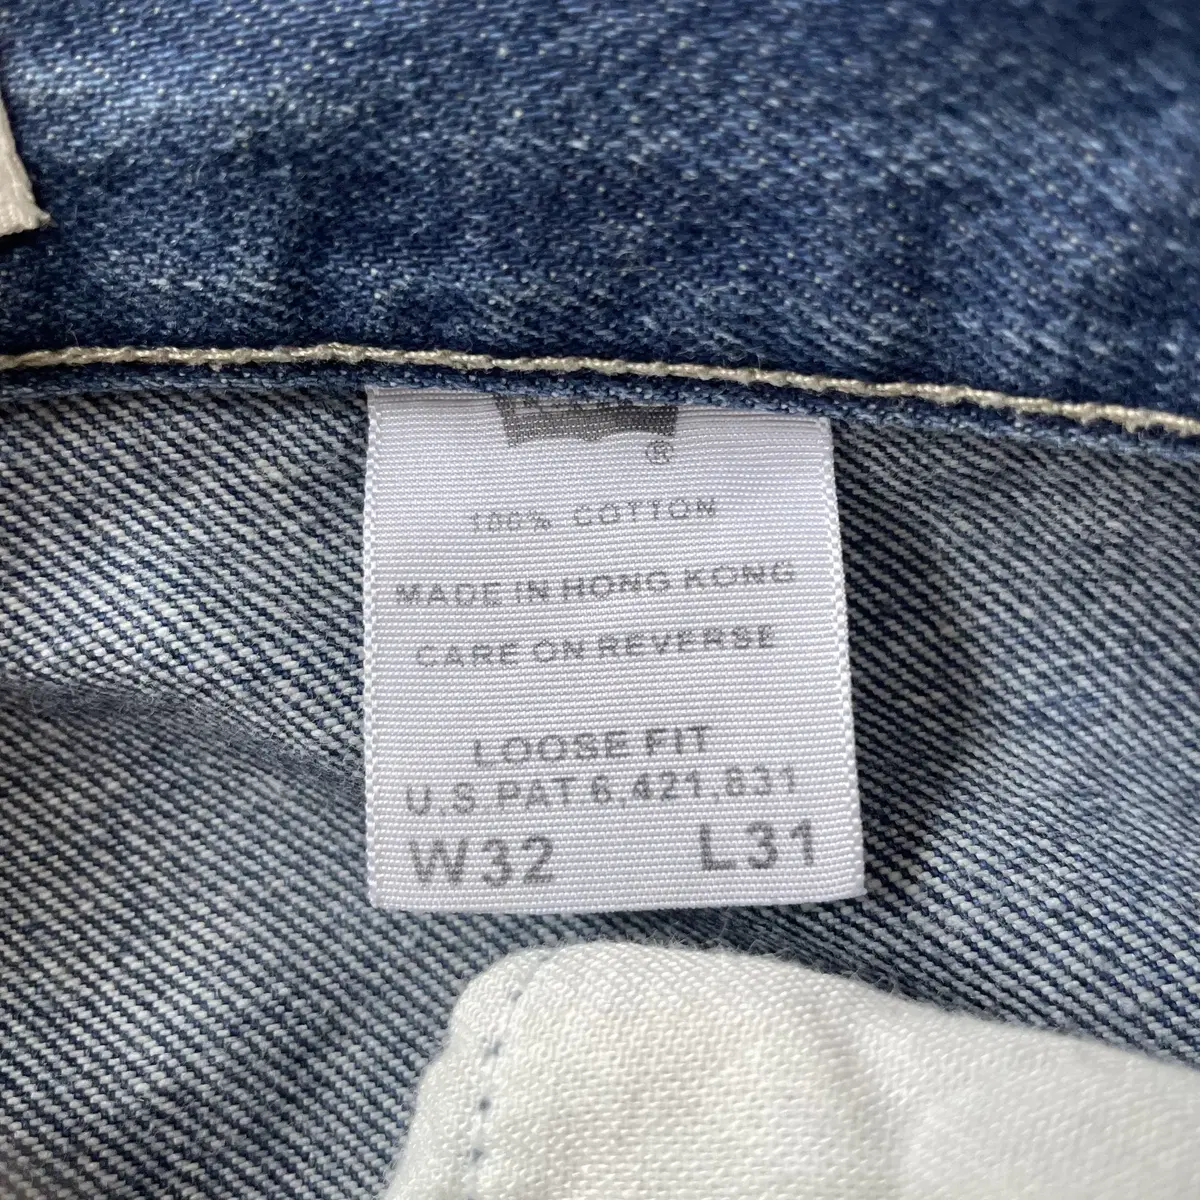 ®
100% COTTON
MADE IN HONG KONG
CARE ON REVERSE
LOOSE FIT
U.S PAT.6,421,831
W32 L31